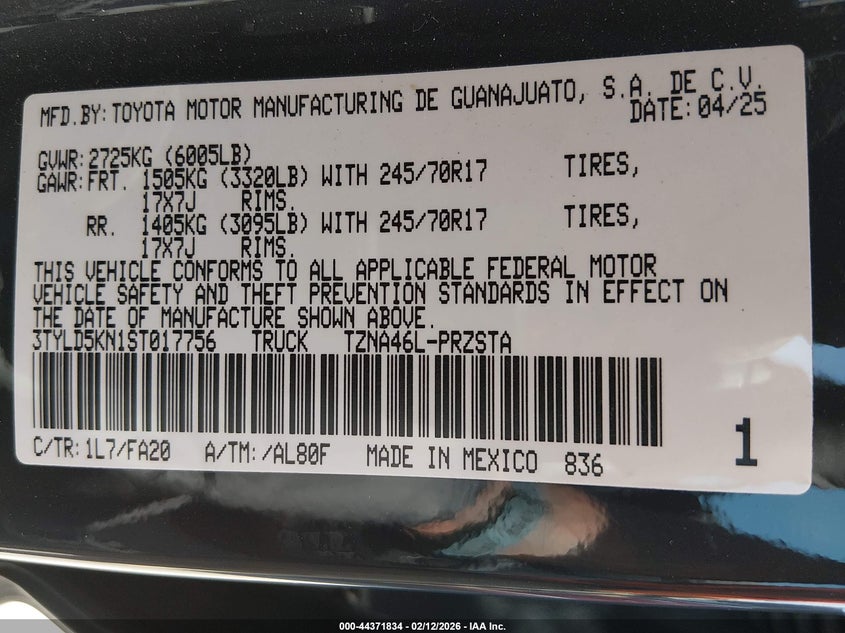 MFD.BY: TOYOTA MOTOR MANUFACTURING DE GUANAJUATO, S.A. DE C.V.
DATE: 04/25
GVWR: 2725KG (6005LB)
GAWR: FRT. 1505KG (3320LB) WITH 245/70R17 TIRES,
17X7J RIMS.
RR. 1405KG (3095LB) WITH 245/70R17 TIRES,
17X7J RIMS.
THIS VEHICLE CONFORMS TO ALL APPLICABLE FEDERAL MOTOR
VEHICLE SAFETY AND THEFT PREVENTION STANDARDS IN EFFECT ON
THE DATE OF MANUFACTURE SHOWN ABOVE.
3TYLD5KN1ST017756 TRUCK TZNA46L-PRZSTA
C/TR: 1L7/FA20 A/TM: /AL80F MADE IN MEXICO 836
1
000-44371834 - 02/12/2026 - IAA Inc.